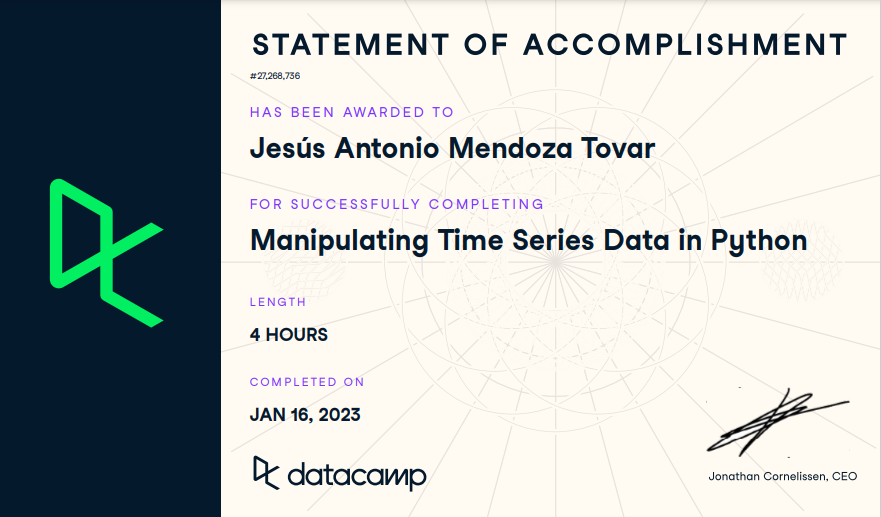 STATEMENT OF ACCOMPLISHMENT
#27,268,736
HAS BEEN AWARDED TO
Jesús Antonio Mendoza Tovar
FOR SUCCESSFULLY COMPLETING
Manipulating Time Series Data in Python
LENGTH
4 HOURS
COMPLETED ON
JAN 16, 2023
datacamp
Jonathan Cornelissen, CEO